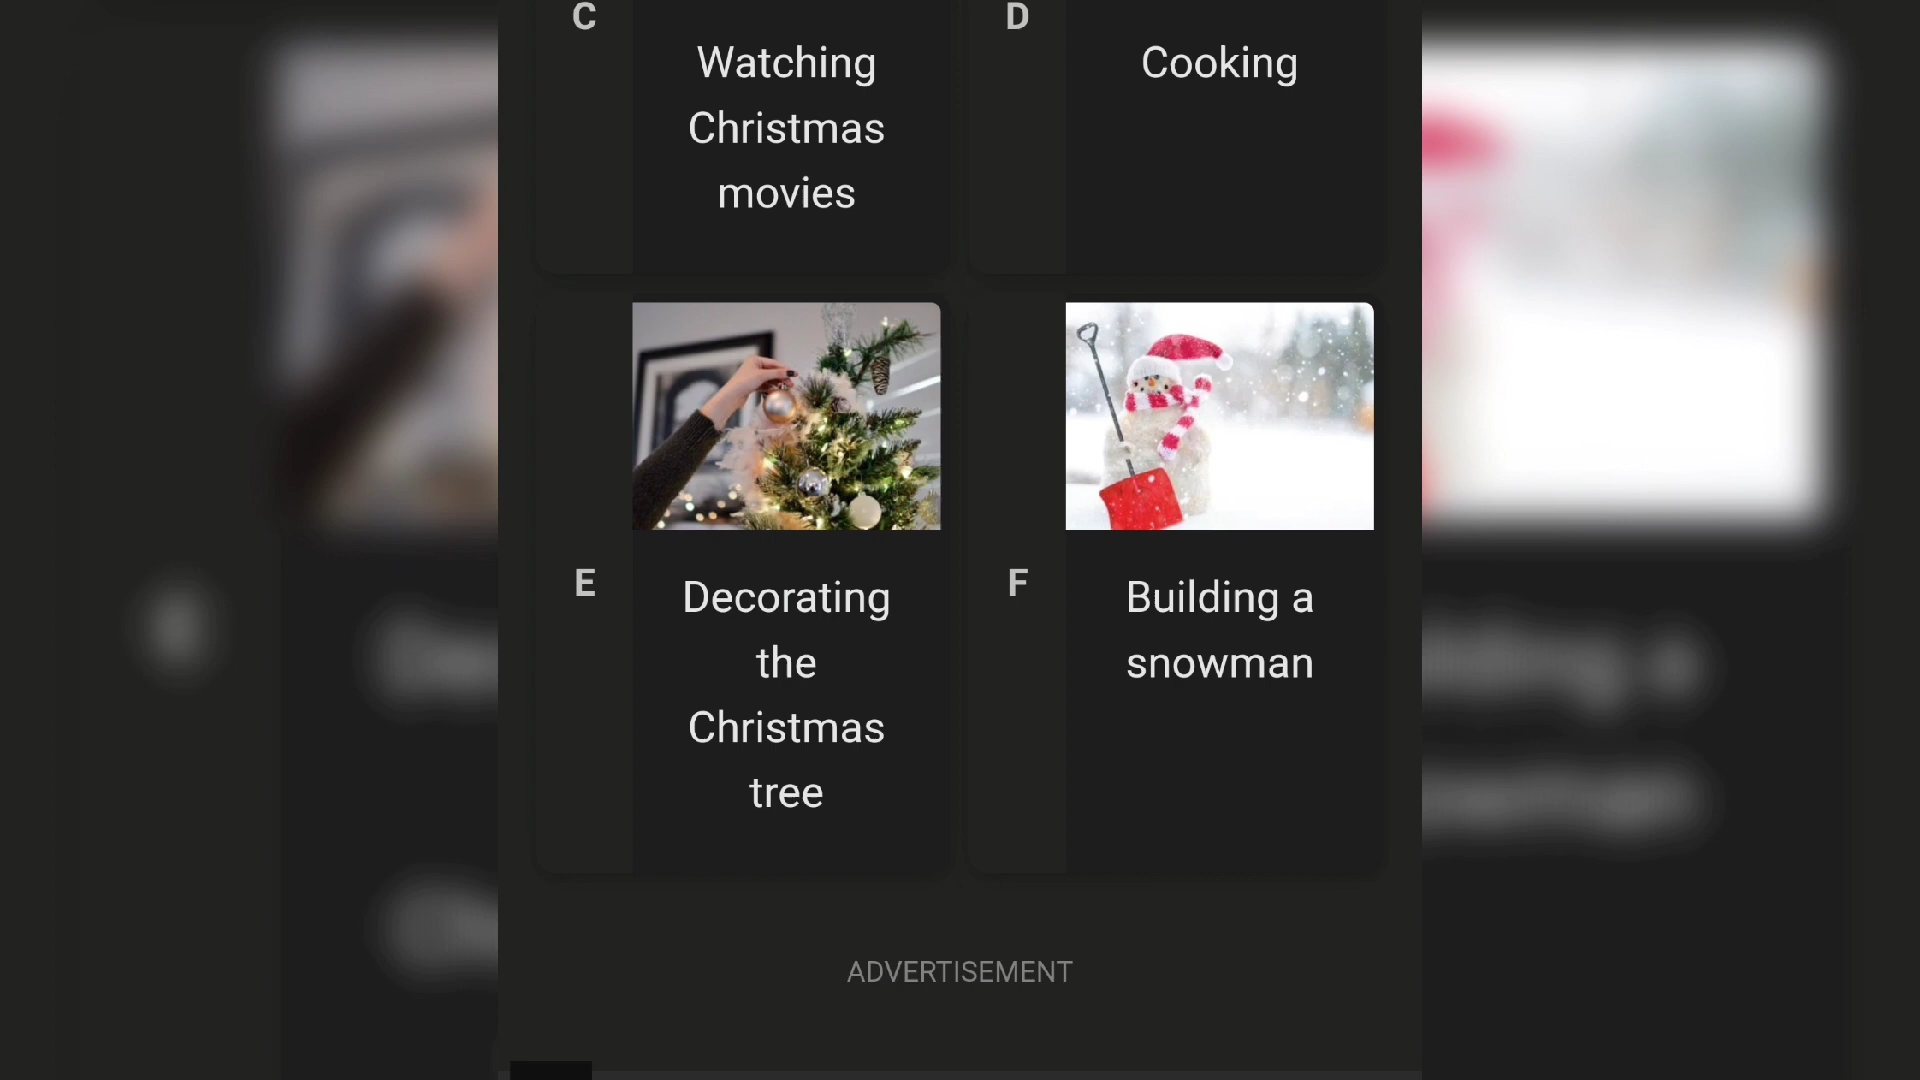 C
Watching
Christmas
movies
D
Cooking
E
Decorating
the
Christmas
tree
F
Building a
snowman
ADVERTISEMENT